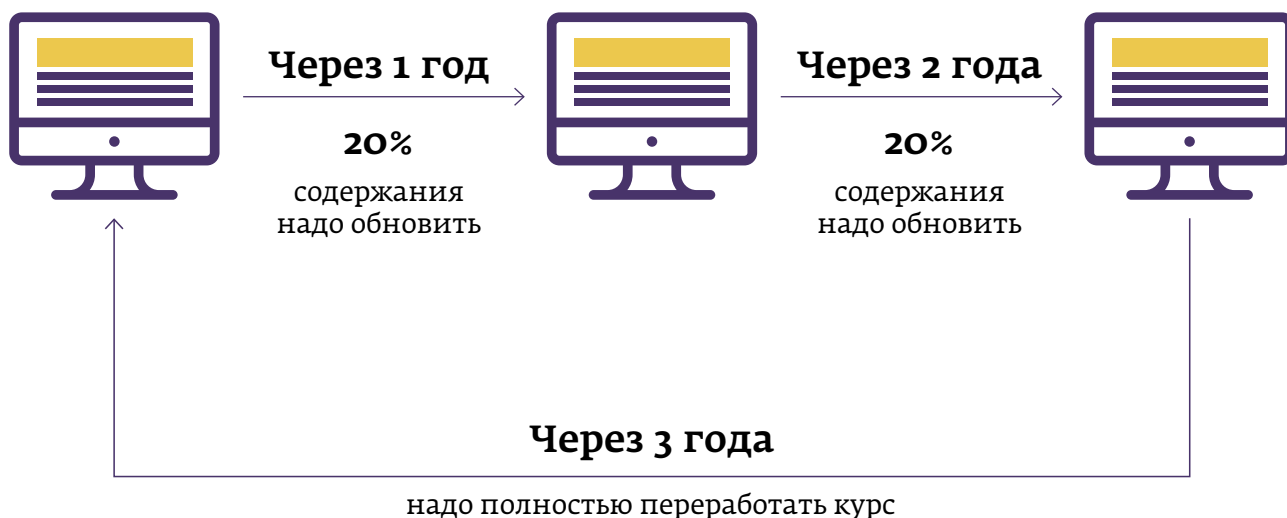 Через 1 год
20%
содержания
надо обновить
Через 2 года
20%
содержания
надо обновить
Через 3 года
надо полностью переработать курс